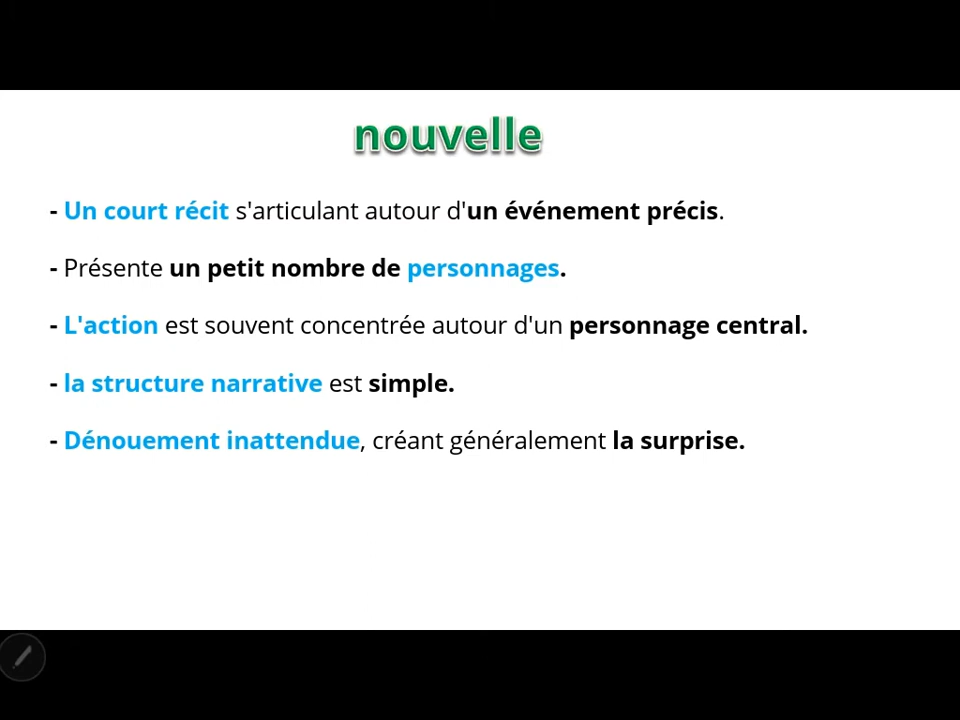 nouvelle
- Un court récit s'articulant autour d'un événement précis.
- Présente un petit nombre de personnages.
- L'action est souvent concentrée autour d'un personnage central.
- la structure narrative est simple.
- Dénouement inattendue, créant généralement la surprise.